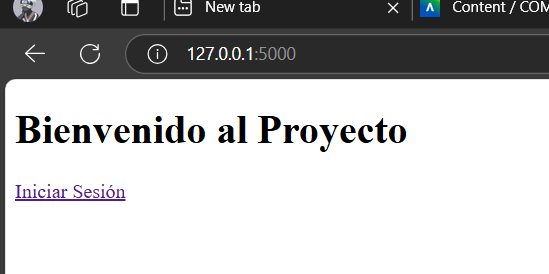 New tab
Content / COM
127.0.0.1:5000
Bienvenido al Proyecto
Iniciar Sesión